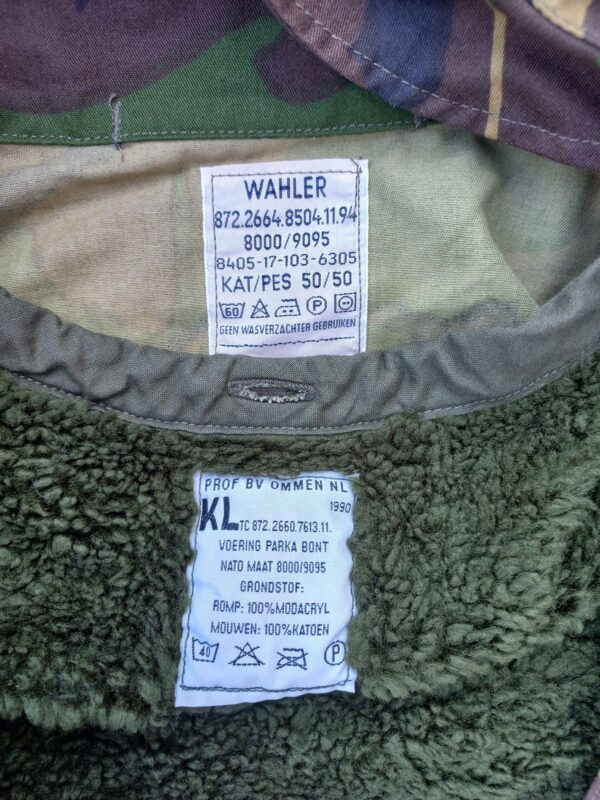 WAHLER
872.2664.8504.11.94
8000/9095
8405-17-103-6305
KAT/PES 50/50
60 P
GEEN WASVERZACHTER GEBRUIKEN
PROF BV OMMEN NL
1990
KL TC 872.2660.7613.11.
VOERING PARKA BONT
NATO MAAT 8000/9095
GRONDSTOF:
ROMP: 100%MODACRYL
MOUWEN: 100%KATOEN
40 P